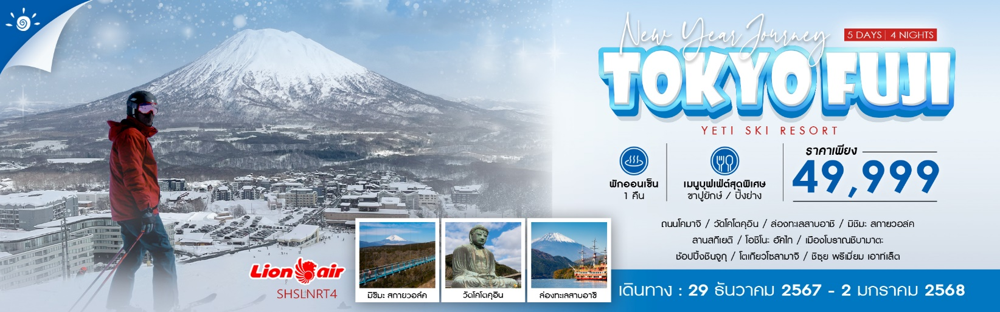 New Year Journey
5 DAYS | 4 NIGHTS
TOKYO FUJI
YETI SKI RESORT
พักออนเซ็น
1 คืน
เมนูบุฟเฟ่ต์สุดพิเศษ
ขาปูยักษ์ / ปิ้งย่าง
ราคาเพียง
49,999
ถนนโคมาจิ / วัดโคโตคุอิน / ล่องทะเลสาบอาชิ / มิชิมะ สกายวอล์ค
ลานสกีเยติ / โอชิโนะ ฮัคไก / เมืองโบราณชิบามาตะ
ช้อปปิ้งชินจูกุ / โตเกียวโซลามาจิ / ชิซุย พรีเมี่ยม เอาท์เล็ต
Lion air
SHSLNRT4
มิชิมะ สกายวอล์ค
วัดโคโตคุอิน
ล่องทะเลสาบอาชิ
เดินทาง : 29 ธันวาคม 2567 - 2 มกราคม 2568